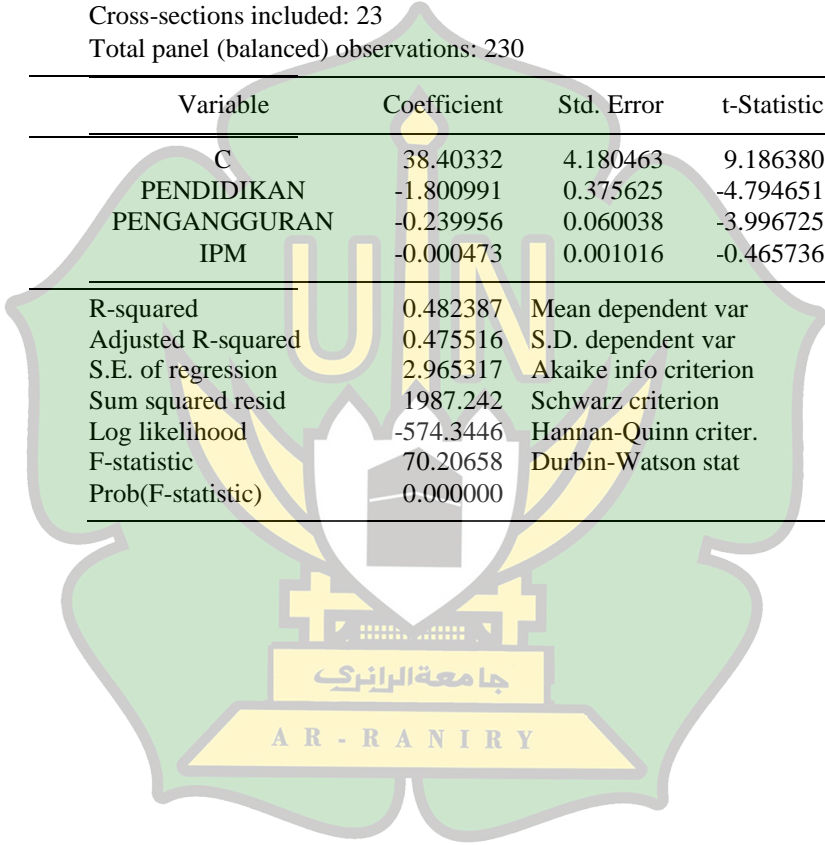 Cross-sections included: 23
Total panel (balanced) observations: 230
Variable Coefficient Std. Error t-Statistic
C 38.40332 4.180463 9.186380
PENDIDIKAN -1.800991 0.375625 -4.794651
PENGANGGURAN -0.239956 0.060038 -3.996725
IPM -0.000473 0.001016 -0.465736
R-squared 0.482387 Mean dependent var
Adjusted R-squared 0.475516 S.D. dependent var
S.E. of regression 2.965317 Akaike info criterion
Sum squared resid 1987.242 Schwarz criterion
Log likelihood -574.3446 Hannan-Quinn criter.
F-statistic 70.20658 Durbin-Watson stat
Prob(F-statistic) 0.000000
UIN
جامعةالرانري
AR-RANIRY